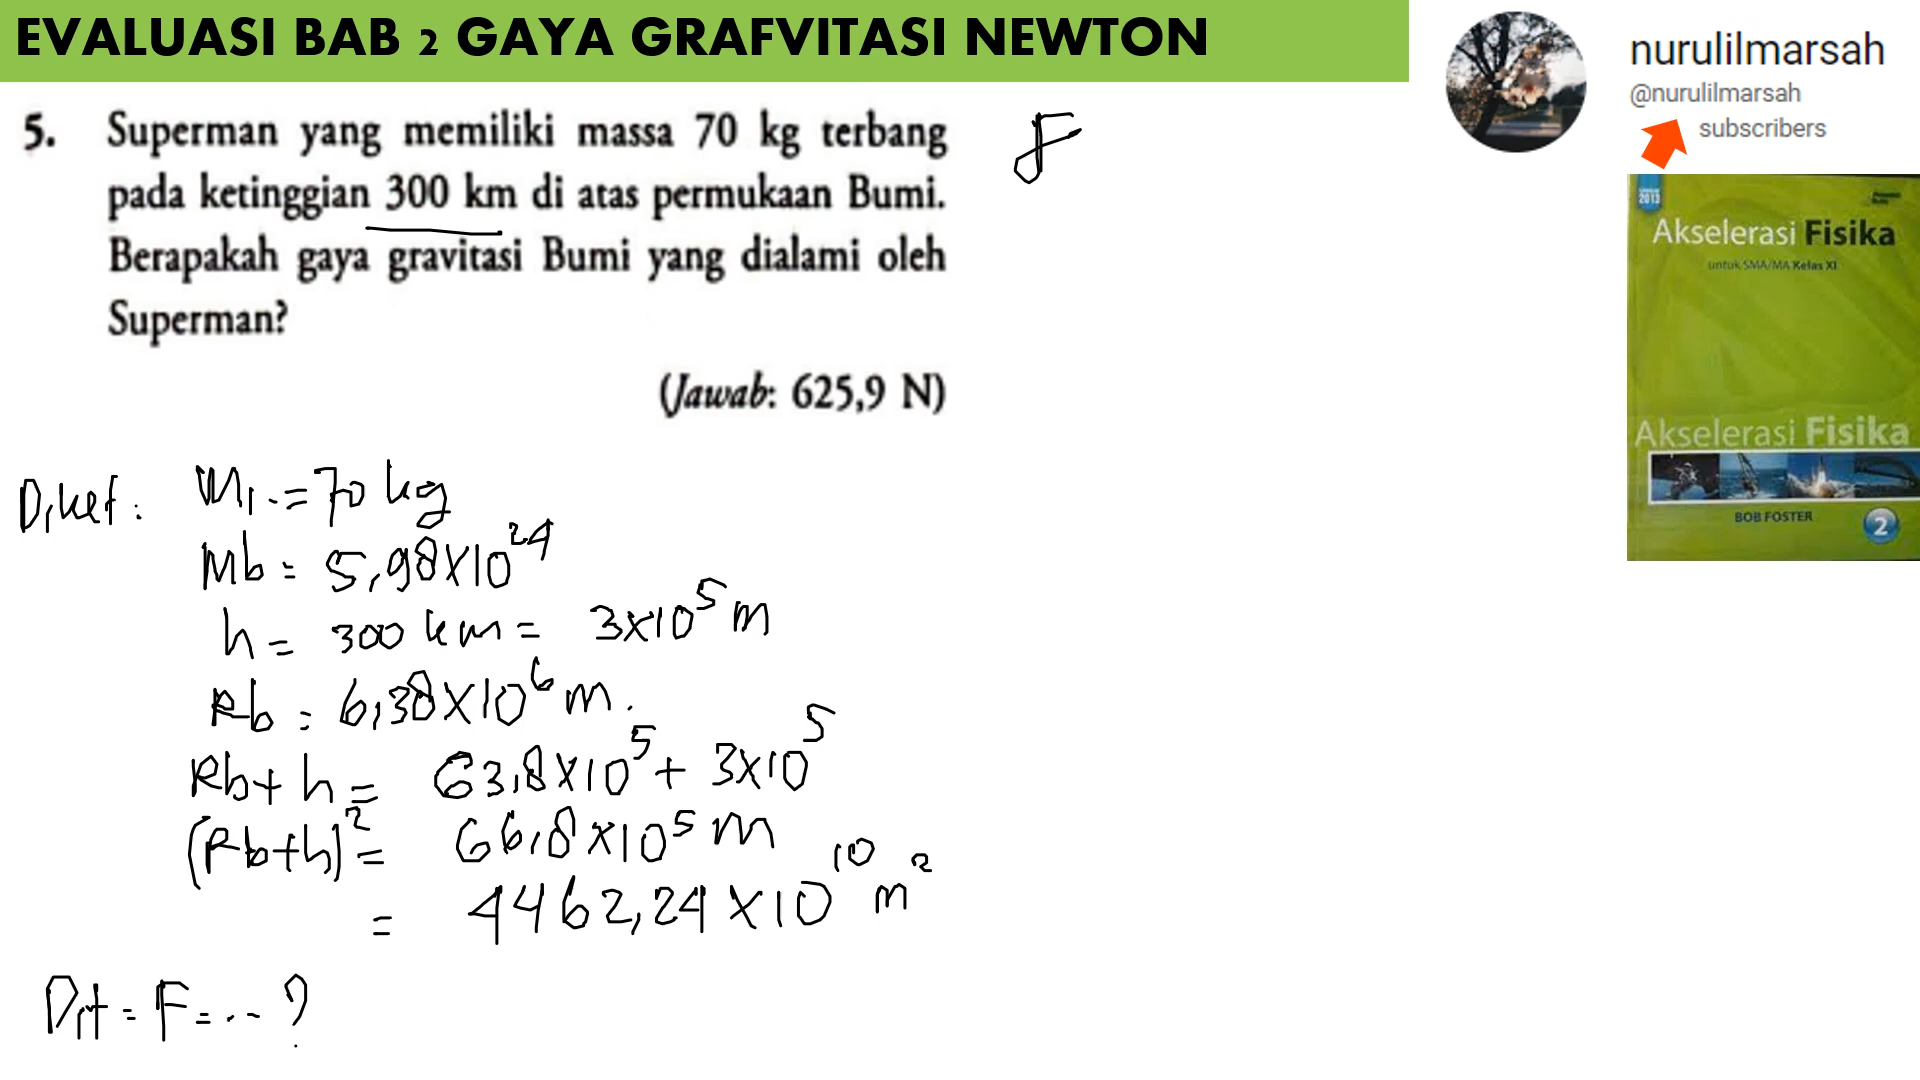 EVALUASI BAB 2 GAYA GRAFVITASI NEWTON
nurulilmarsah
@nurulilmarsah
subscribers
5. Superman yang memiliki massa 70 kg terbang
pada ketinggian 300 km di atas permukaan Bumi.
Berapakah gaya gravitasi Bumi yang dialami oleh
Superman?
(Jawab: 625,9 N)
F
2013
Akselerasi Fisika
untuk SMA/MA Kelas XI
Akselerasi Fisika
BOB FOSTER
2
Diket: M1 = 70 kg
Mb = 5,98x10^24
h = 300 km = 3x10^5 m
Rb = 6,38x10^6 m.
Rb + h = 63,8x10^5 + 3x10^5
(Rb+h)^2 = 66,8x10^5 m
= 4462,24x10^10 m^2
Dit = F = ... ?